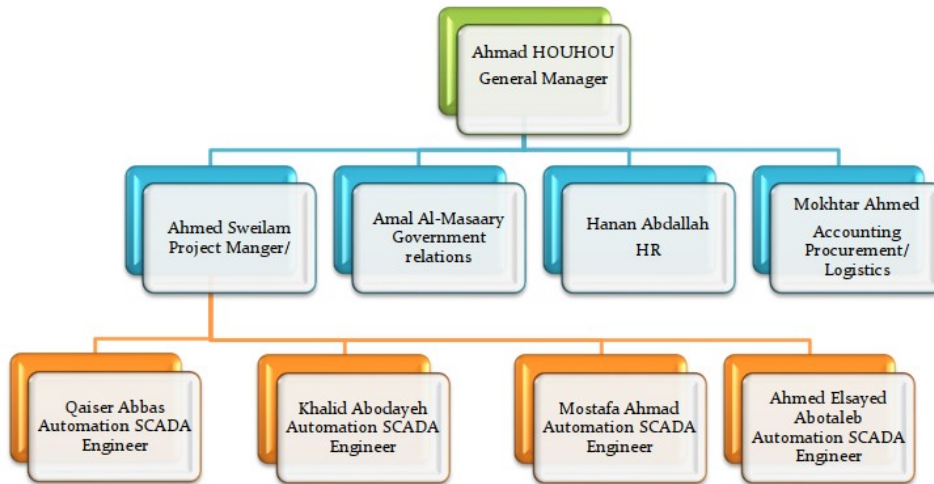 Ahmad HOUHOU
General Manager
Ahmed Sweilam
Project Manger/
Amal Al-Masaary
Government
relations
Hanan Abdallah
HR
Mokhtar Ahmed
Accounting
Procurement/
Logistics
Qaiser Abbas
Automation SCADA
Engineer
Khalid Abodayeh
Automation SCADA
Engineer
Mostafa Ahmad
Automation SCADA
Engineer
Ahmed Elsayed
Abotaleb
Automation SCADA
Engineer